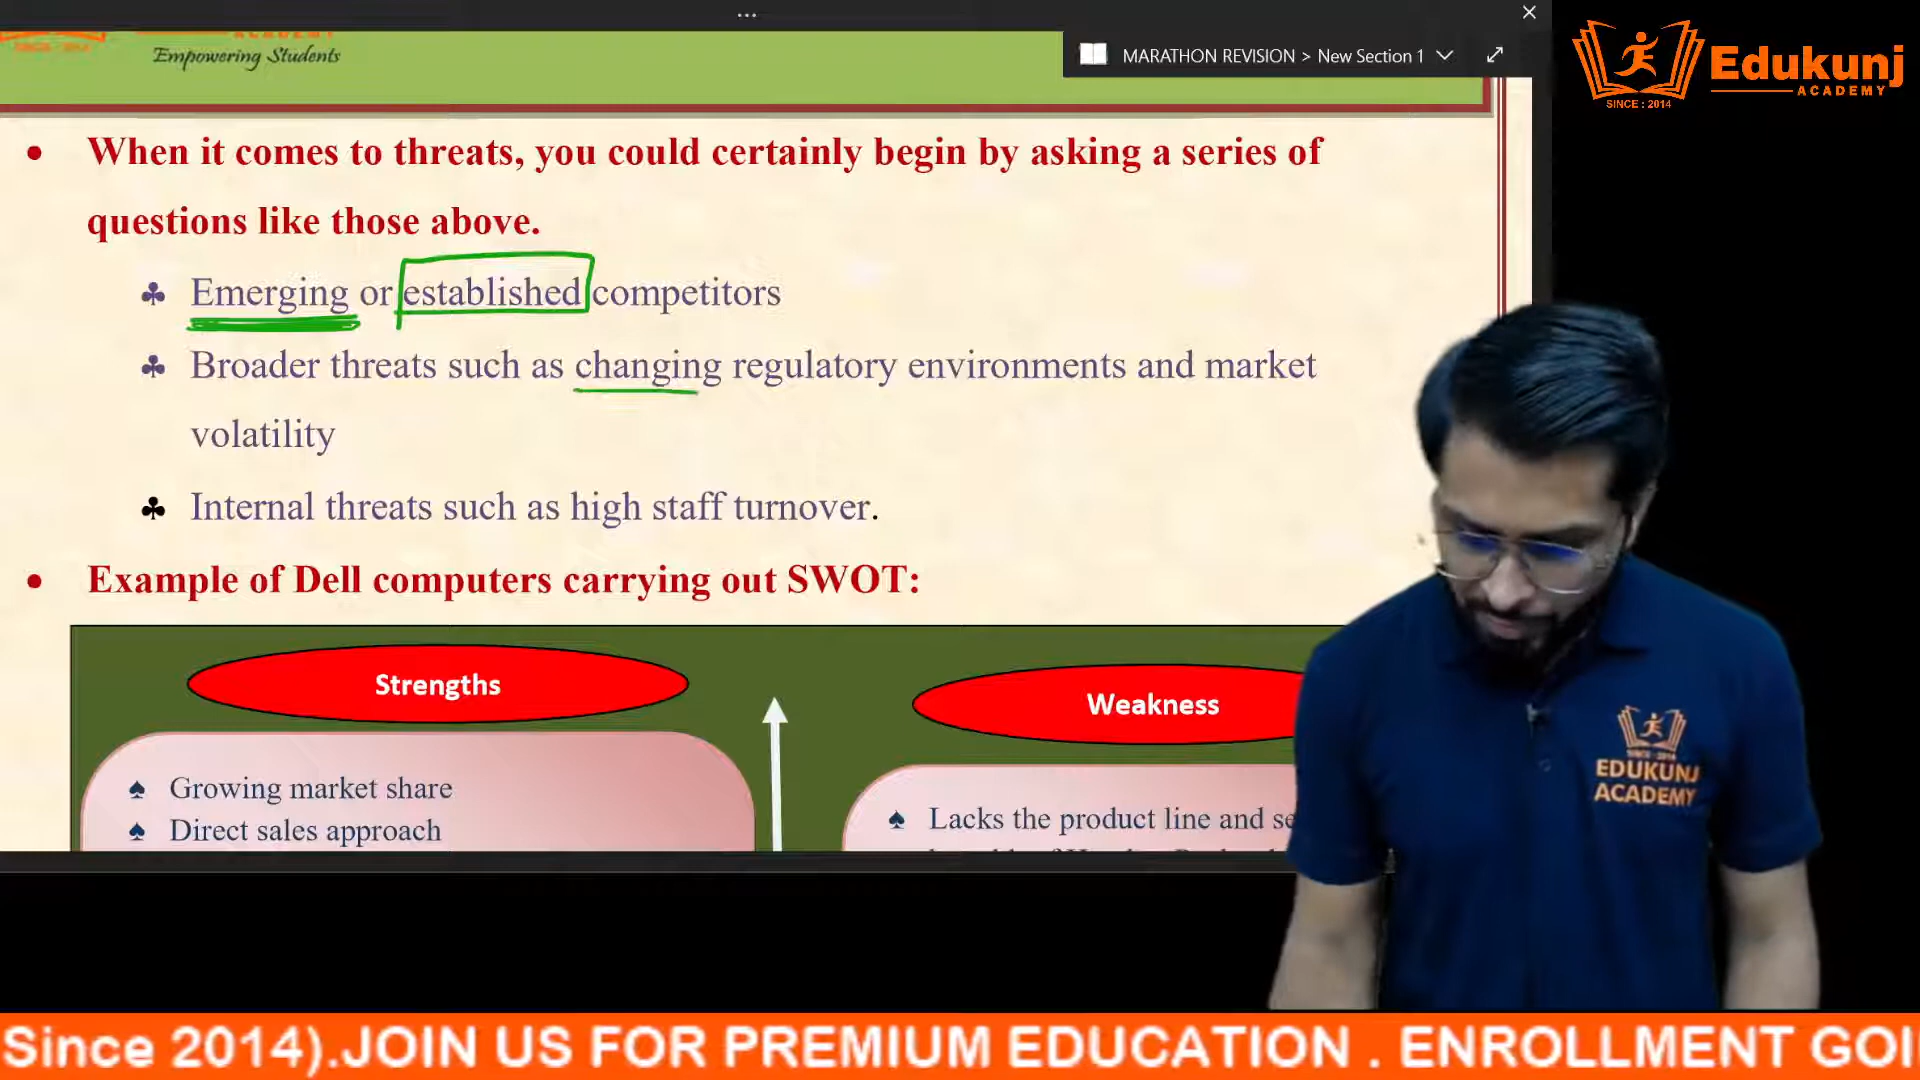 Empowering Students
MARATHON REVISION > New Section 1
Edukunj
ACADEMY
SINCE : 2014
• When it comes to threats, you could certainly begin by asking a series of
questions like those above.
♣ Emerging or established competitors
♣ Broader threats such as changing regulatory environments and market
volatility
♣ Internal threats such as high staff turnover.
• Example of Dell computers carrying out SWOT:
Strengths
Weakness
♠ Growing market share
♠ Direct sales approach
♠ Lacks the product line and
EDUKUNJ
ACADEMY
Since 2014).JOIN US FOR PREMIUM EDUCATION . ENROLLMENT